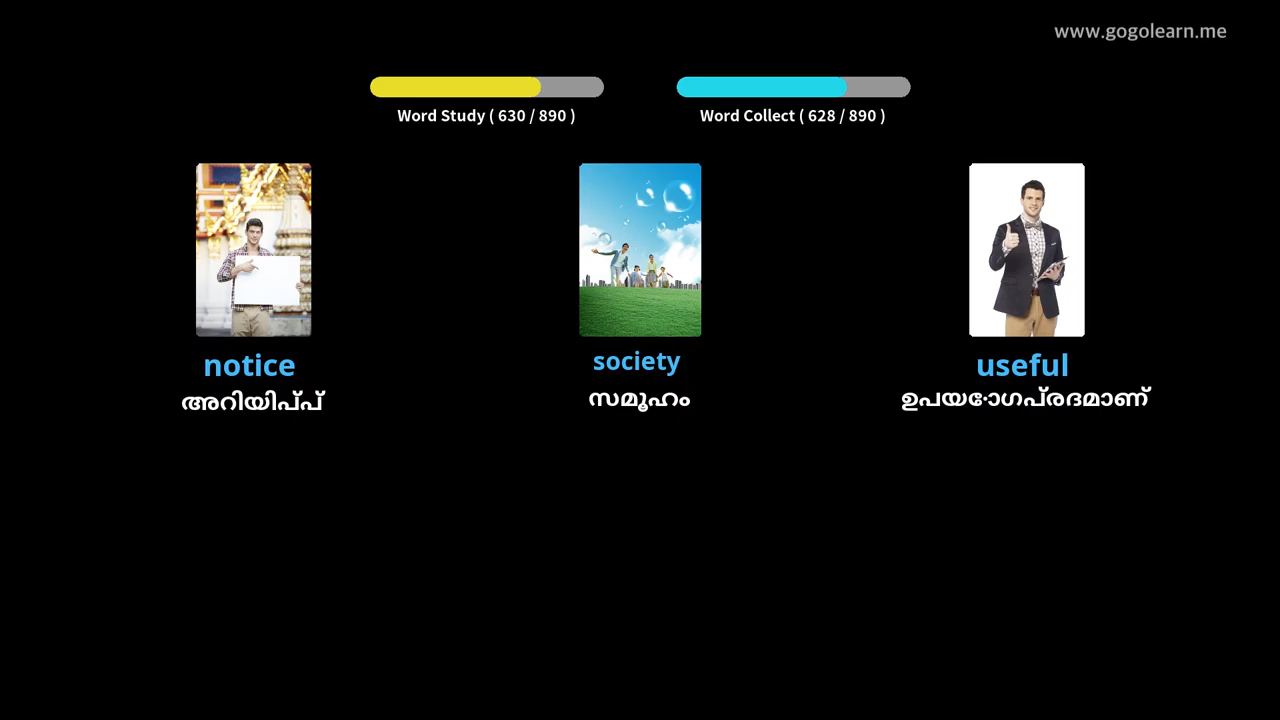 www.gogolearn.me
Word Study ( 630 / 890 )
Word Collect ( 628 / 890 )
notice
society
useful
അറിയിപ്പ്
സമൂഹം
ഉപയോഗപ്രദമാണ്